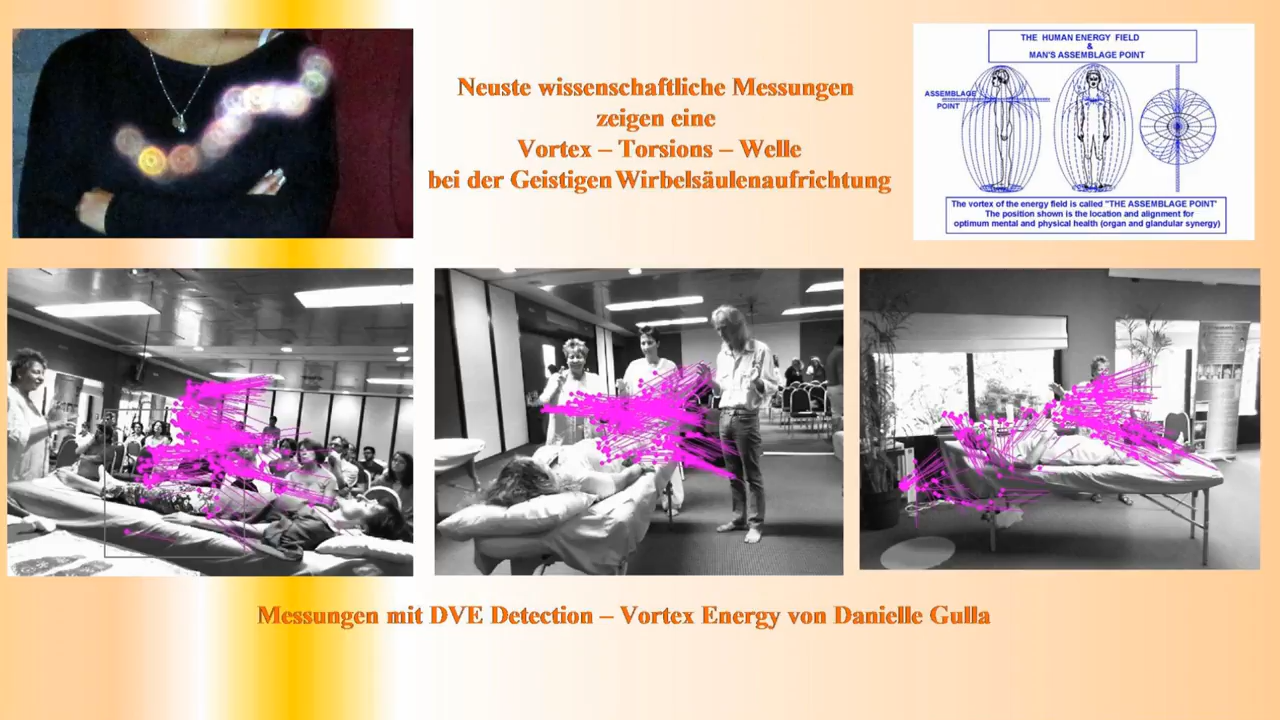 Neuste wissenschaftliche Messungen
zeigen eine
Vortex – Torsions – Welle
bei der Geistigen Wirbelsäulenaufrichtung
THE HUMAN ENERGY FIELD
&
MAN'S ASSEMBLAGE POINT
ASSEMBLAGE
POINT
The vortex of the energy field is called "THE ASSEMBLAGE POINT'
The position shown is the location and alignment for
optimum mental and physical health (organ and glandular synergy)
Messungen mit DVE Detection – Vortex Energy von Danielle Gulla